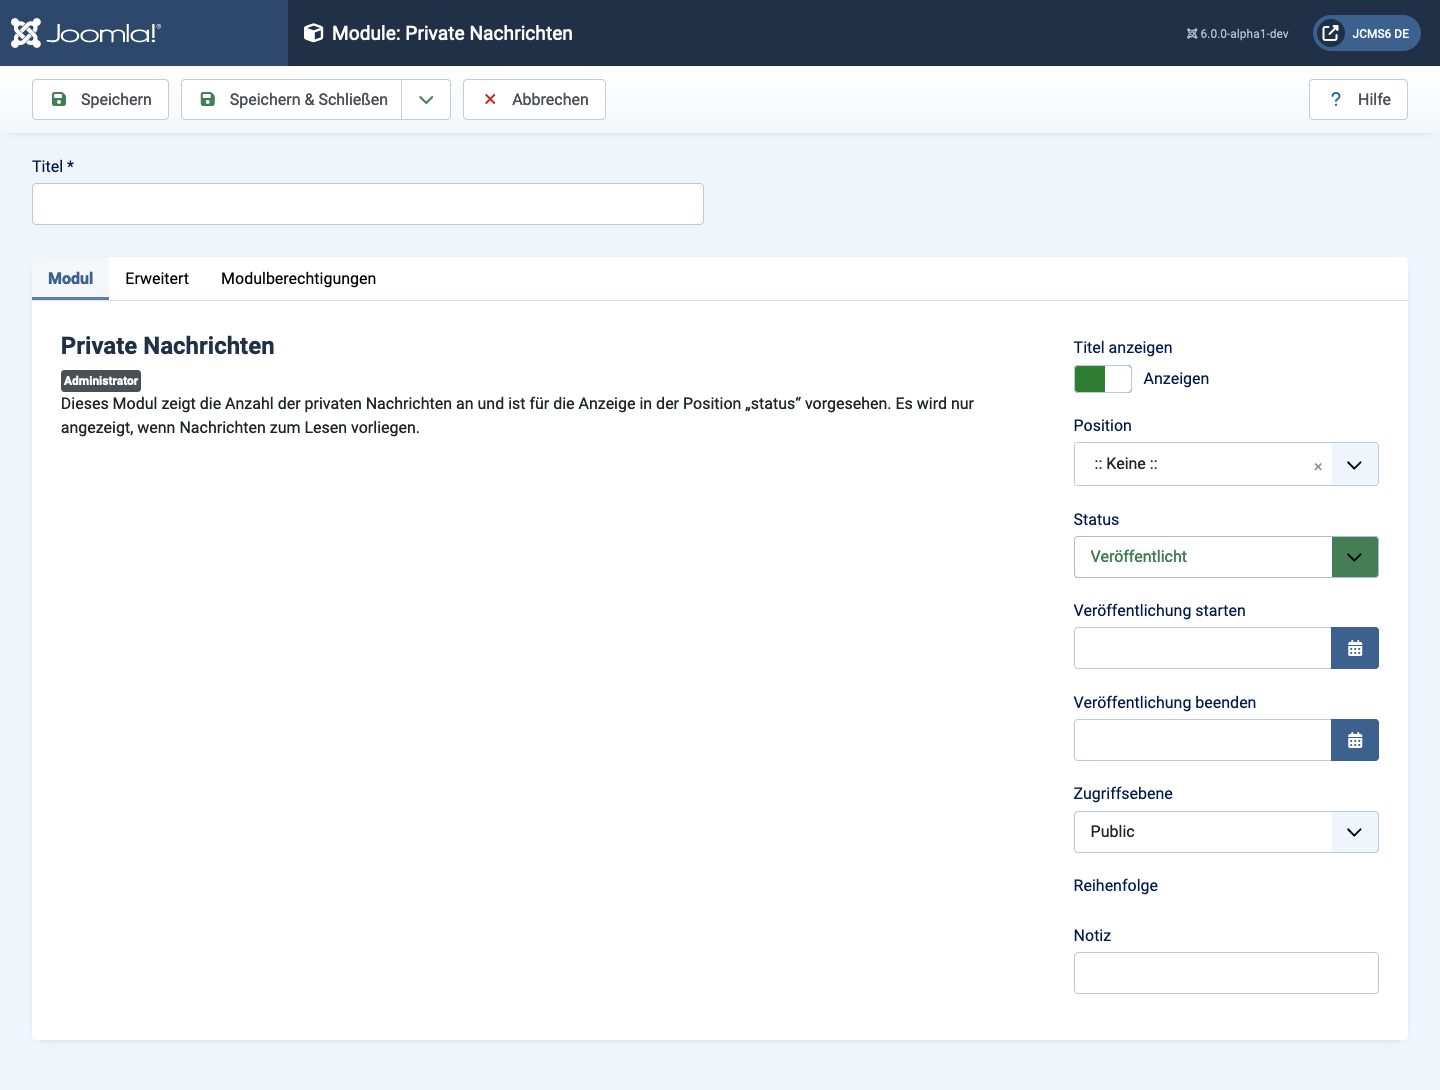 Joomla!®
Module: Private Nachrichten
6.0.0-alpha1-dev
JCMS6 DE
Speichern
Speichern & Schließen
Abbrechen
? Hilfe
Titel *
Modul
Erweitert
Modulberechtigungen
Private Nachrichten
Administrator
Dieses Modul zeigt die Anzahl der privaten Nachrichten an und ist für die Anzeige in der Position „status“ vorgesehen. Es wird nur
angezeigt, wenn Nachrichten zum Lesen vorliegen.
Titel anzeigen
Anzeigen
Position
:: Keine ::
Status
Veröffentlicht
Veröffentlichung starten
Veröffentlichung beenden
Zugriffsebene
Public
Reihenfolge
Notiz